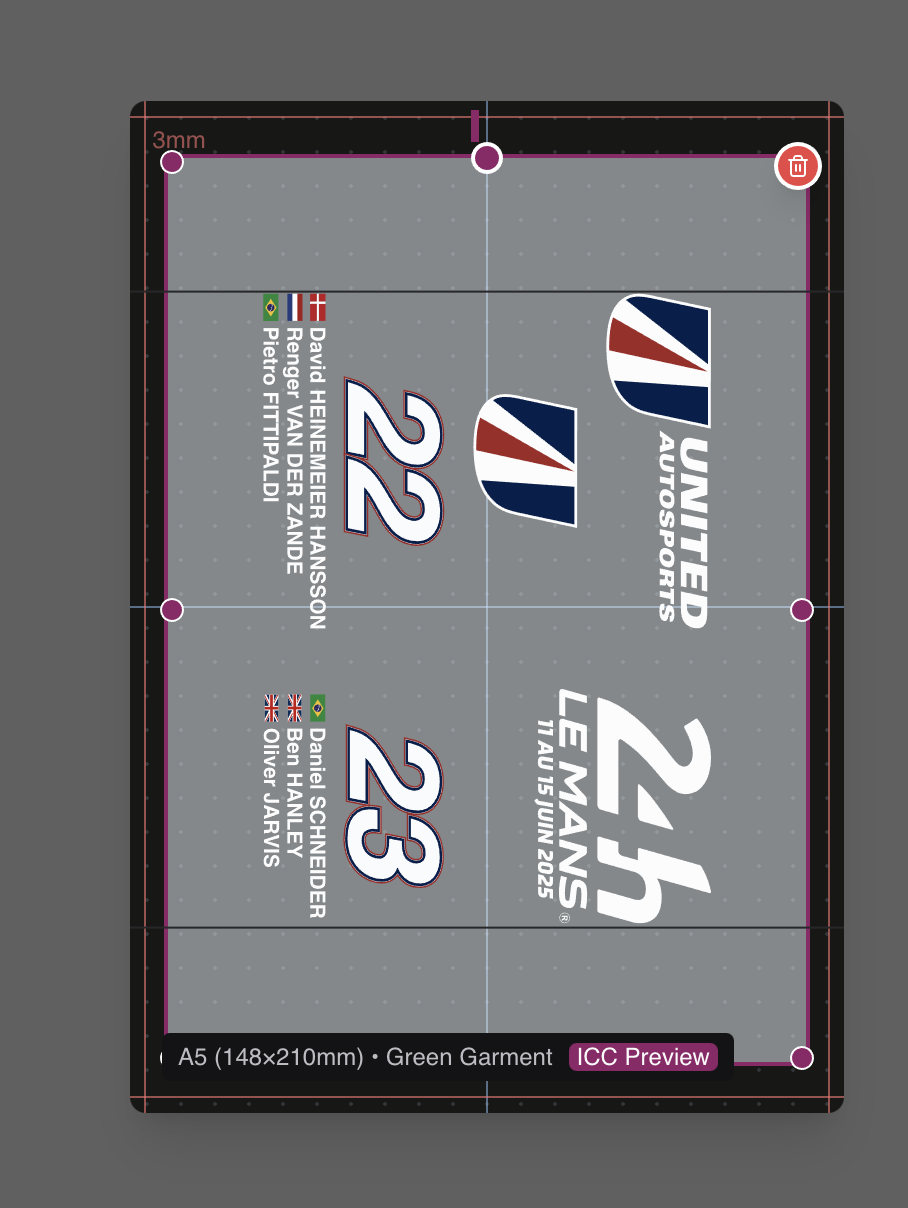 3mm
UNITED
AUTOSPORTS
22
David HEINEMEIER HANSSON
Renger VAN DER ZANDE
Pietro FITTIPALDI
24h
LE MANS®
11 AU 15 JUIN 2025
23
Daniel SCHNEIDER
Ben HANLEY
Oliver JARVIS
A5 (148×210mm) • Green Garment ICC Preview